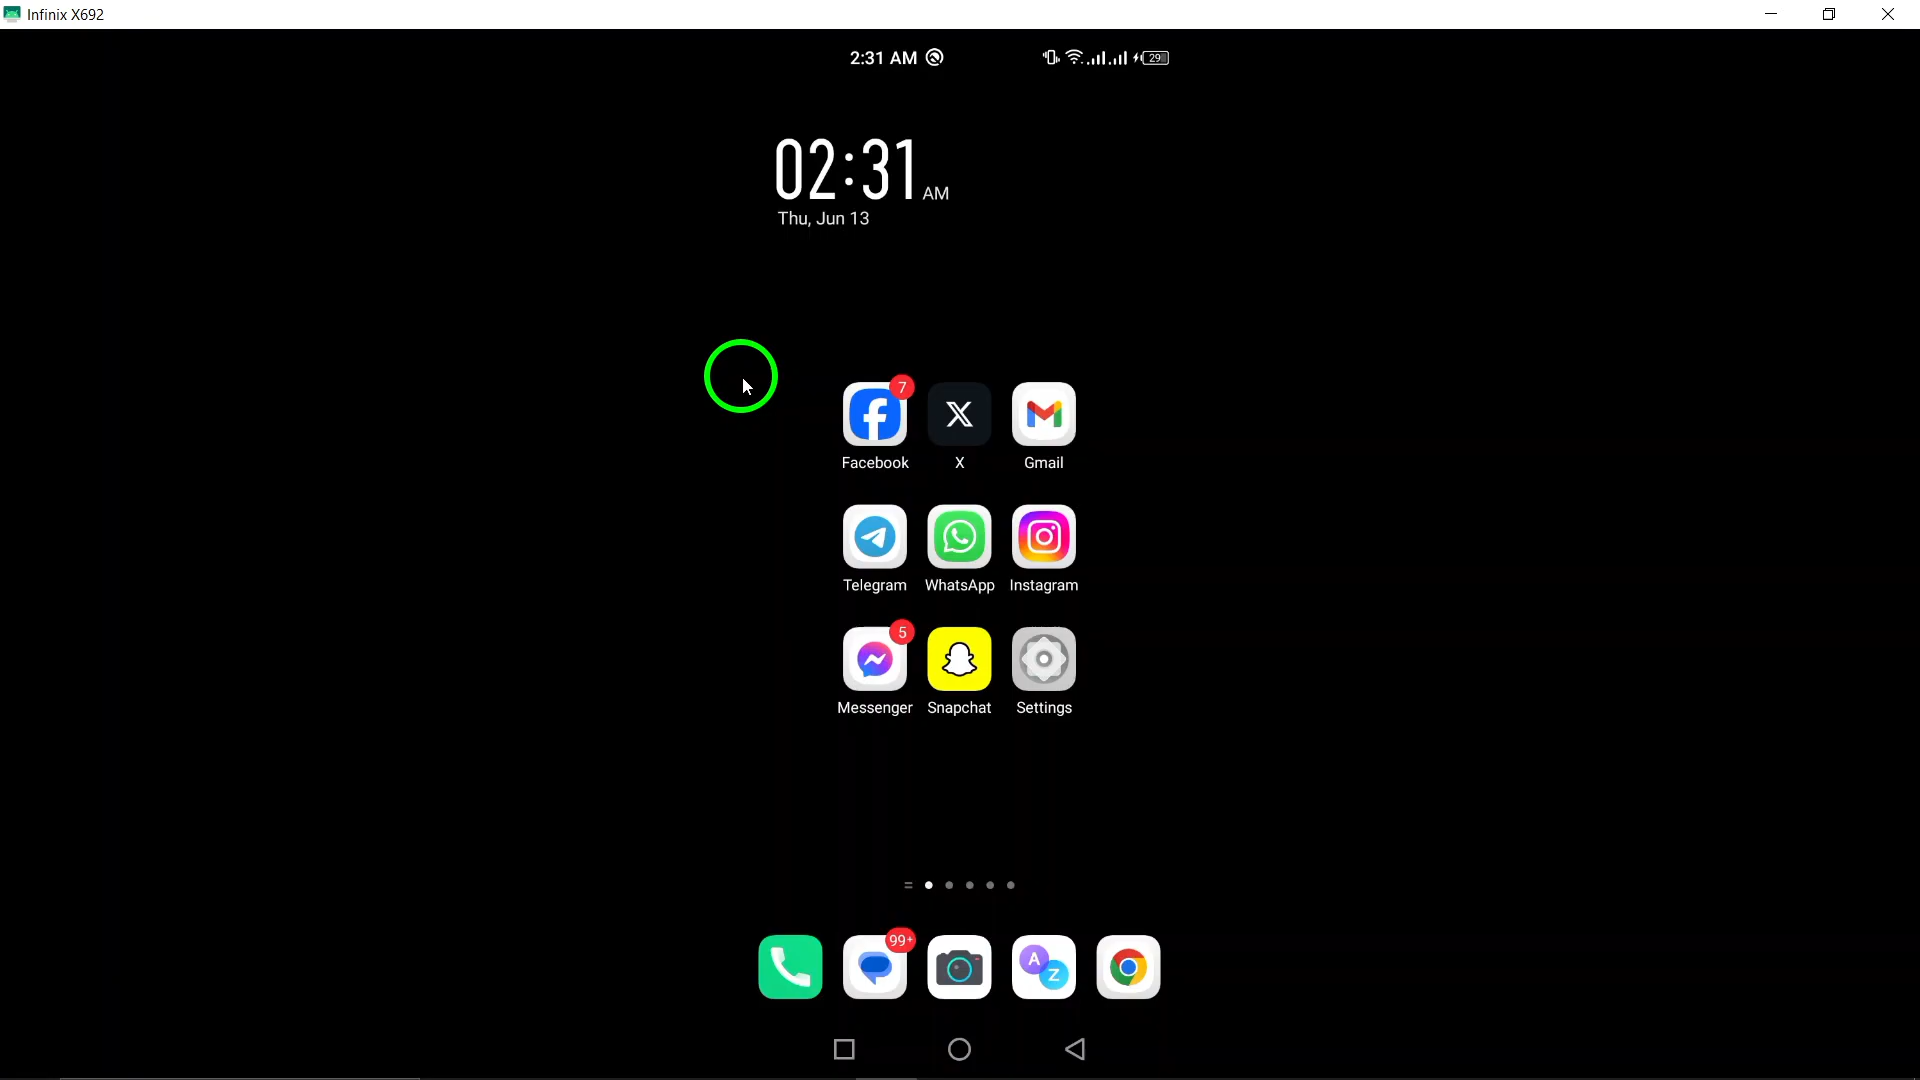 Infinix X692
2:31 AM
29
02:31 AM
Thu, Jun 13
7
Facebook
X
Gmail
Telegram
WhatsApp
Instagram
5
Messenger
Snapchat
Settings
99+
A
Z